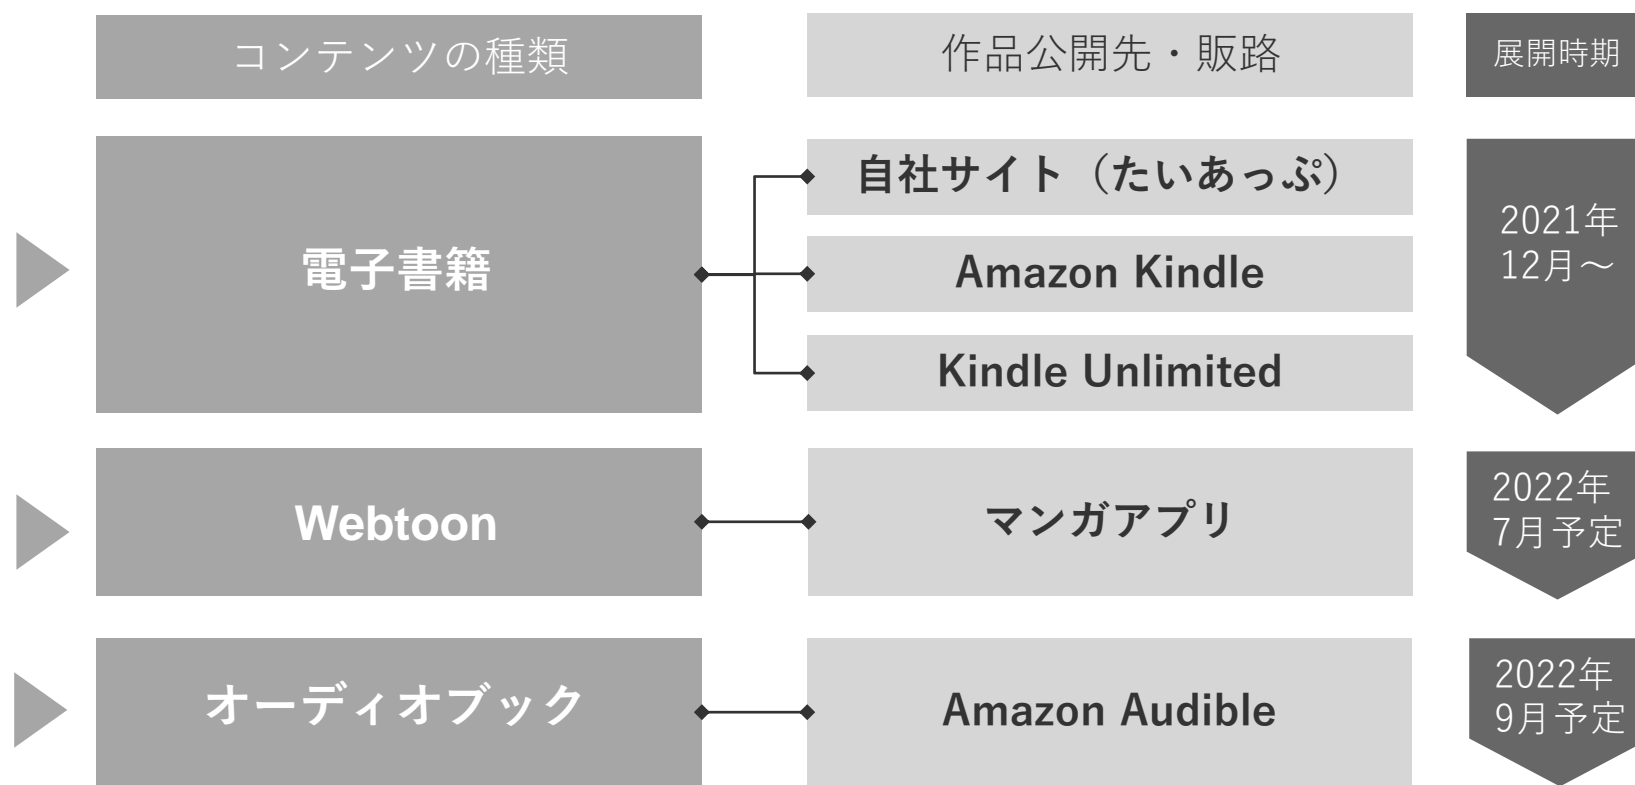 コンテンツの種類
作品公開先・販路
展開時期
電子書籍
自社サイト（たいあっぷ）
Amazon Kindle
Kindle Unlimited
2021年
12月～
Webtoon
マンガアプリ
2022年
7月予定
オーディオブック
Amazon Audible
2022年
9月予定